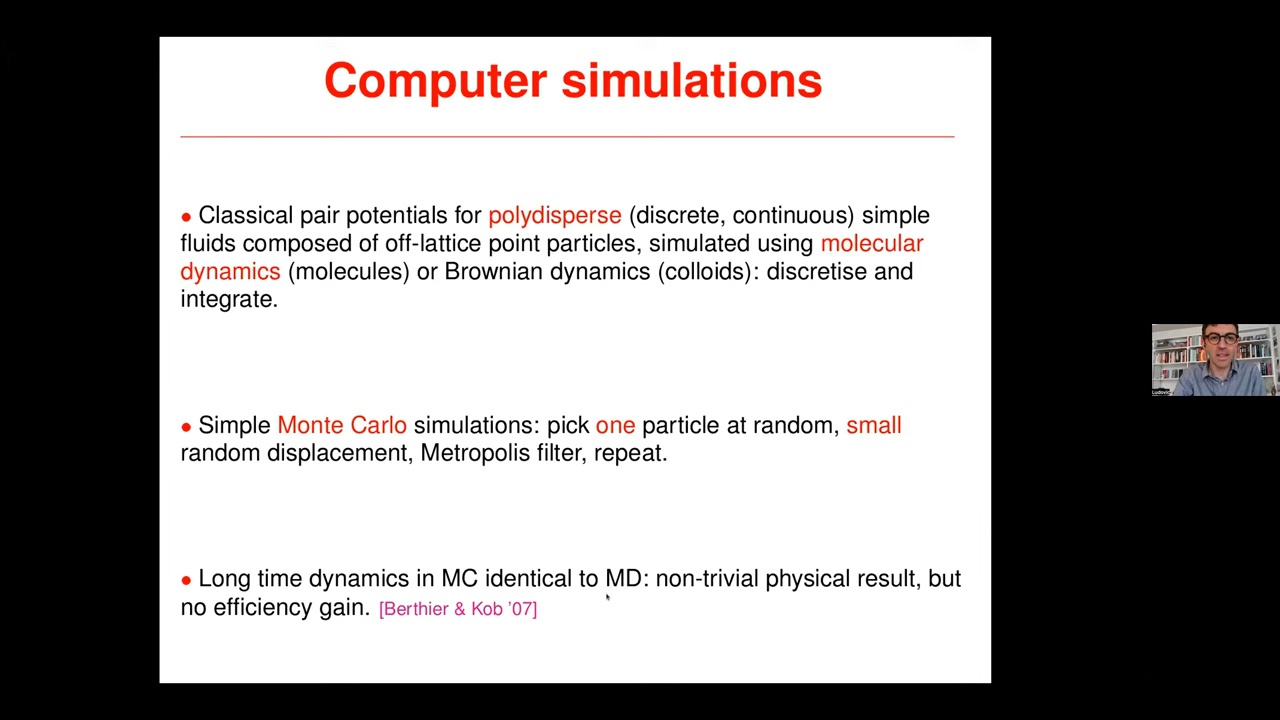 Computer simulations
• Classical pair potentials for polydisperse (discrete, continuous) simple
fluids composed of off-lattice point particles, simulated using molecular
dynamics (molecules) or Brownian dynamics (colloids): discretise and
integrate.
• Simple Monte Carlo simulations: pick one particle at random, small
random displacement, Metropolis filter, repeat.
• Long time dynamics in MC identical to MD: non-trivial physical result, but
no efficiency gain. [Berthier & Kob ’07]
Ludovic